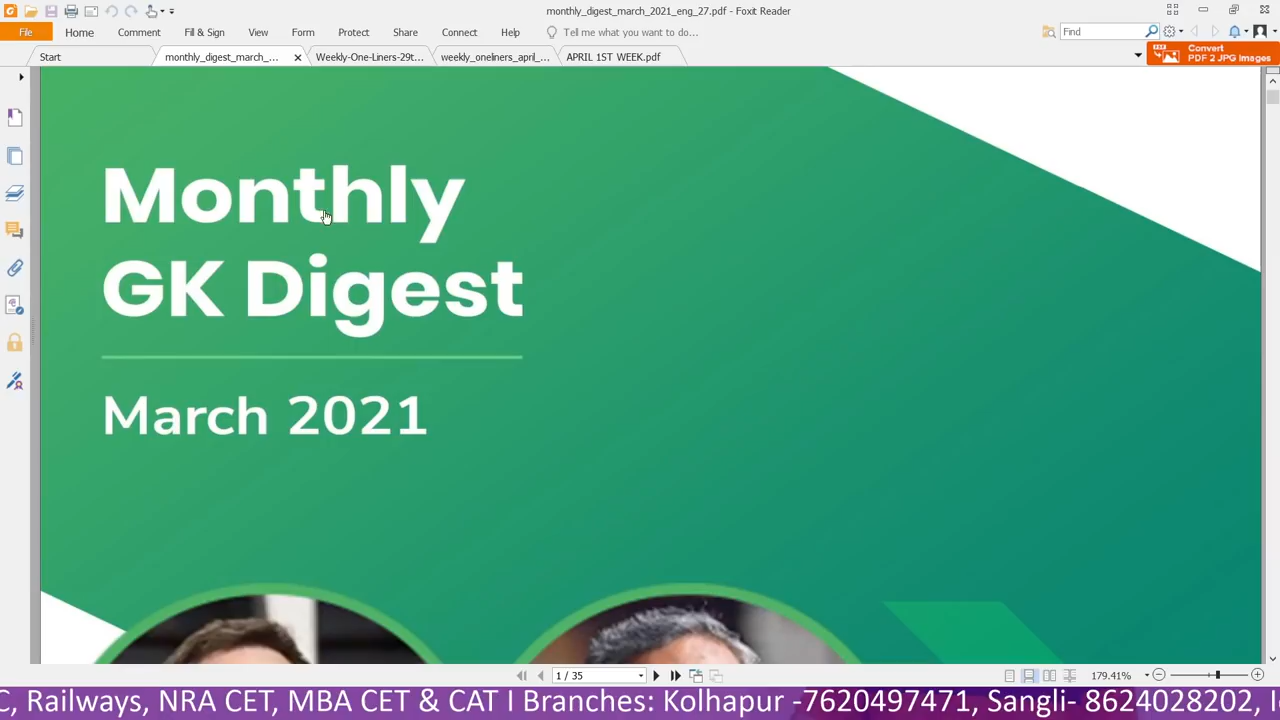 monthly_digest_march_2021_eng_27.pdf - Foxit Reader
File Home Comment Fill & Sign View Form Protect Share Connect Help Tell me what you want to do... Find
Start monthly_digest_march_... Weekly-One-Liners-29t... weekly_oneiners_april_... APRIL 1ST WEEK.pdf
Convert
PDF 2 JPG Images
Monthly
GK Digest
March 2021
1 / 35 179.41%
C, Railways, NRA CET, MBA CET & CAT I Branches: Kolhapur -7620497471, Sangli- 8624028202,